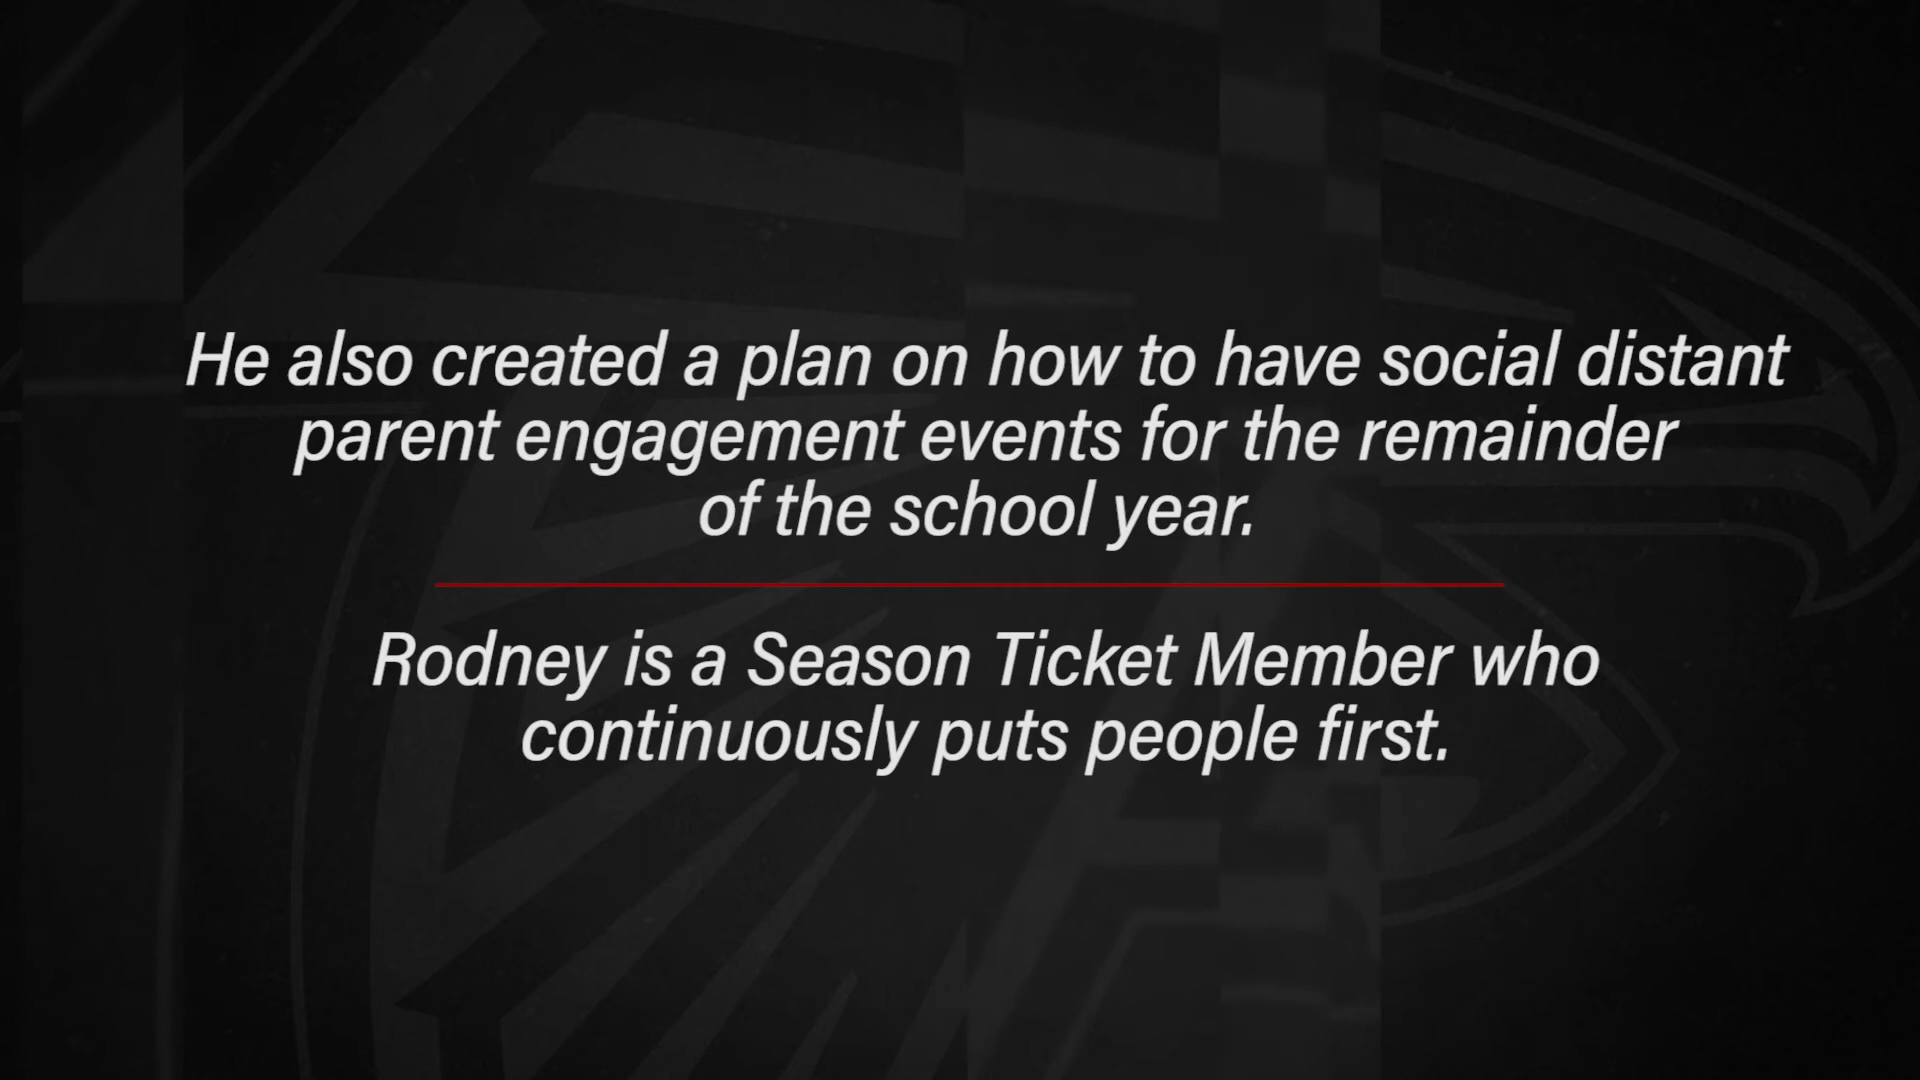 He also created a plan on how to have social distant
parent engagement events for the remainder
of the school year.
Rodney is a Season Ticket Member who
continuously puts people first.